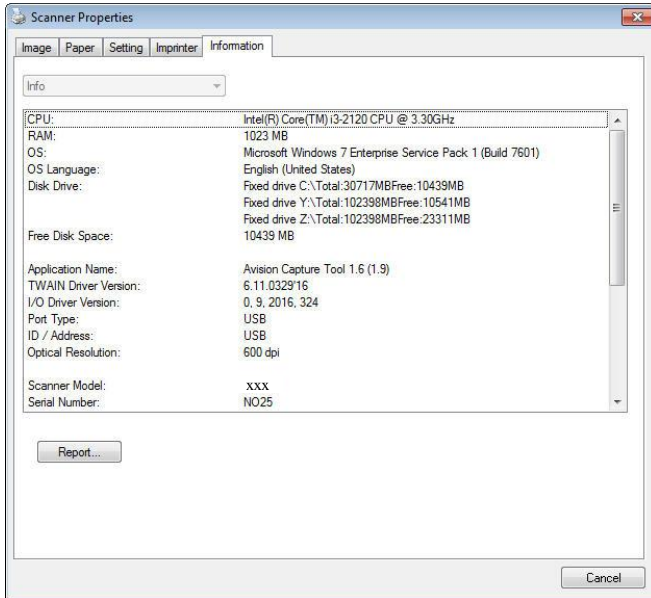 Scanner Properties
Image Paper Setting Imprinter Information
Info
CPU: Intel(R) Core(TM) i3-2120 CPU @ 3.30GHz
RAM: 1023 MB
OS: Microsoft Windows 7 Enterprise Service Pack 1 (Build 7601)
OS Language: English (United States)
Disk Drive: Fixed drive C:\Total:30717MBFree:10439MB
Fixed drive Y:\Total:102398MBFree:10541MB
Fixed drive Z:\Total:102398MBFree:23311MB
Free Disk Space: 10439 MB
Application Name: Avision Capture Tool 1.6 (1.9)
TWAIN Driver Version: 6.11.0329'16
I/O Driver Version: 0, 9, 2016, 324
Port Type: USB
ID / Address: USB
Optical Resolution: 600 dpi
Scanner Model: xxx
Serial Number: NO25
Report...
Cancel